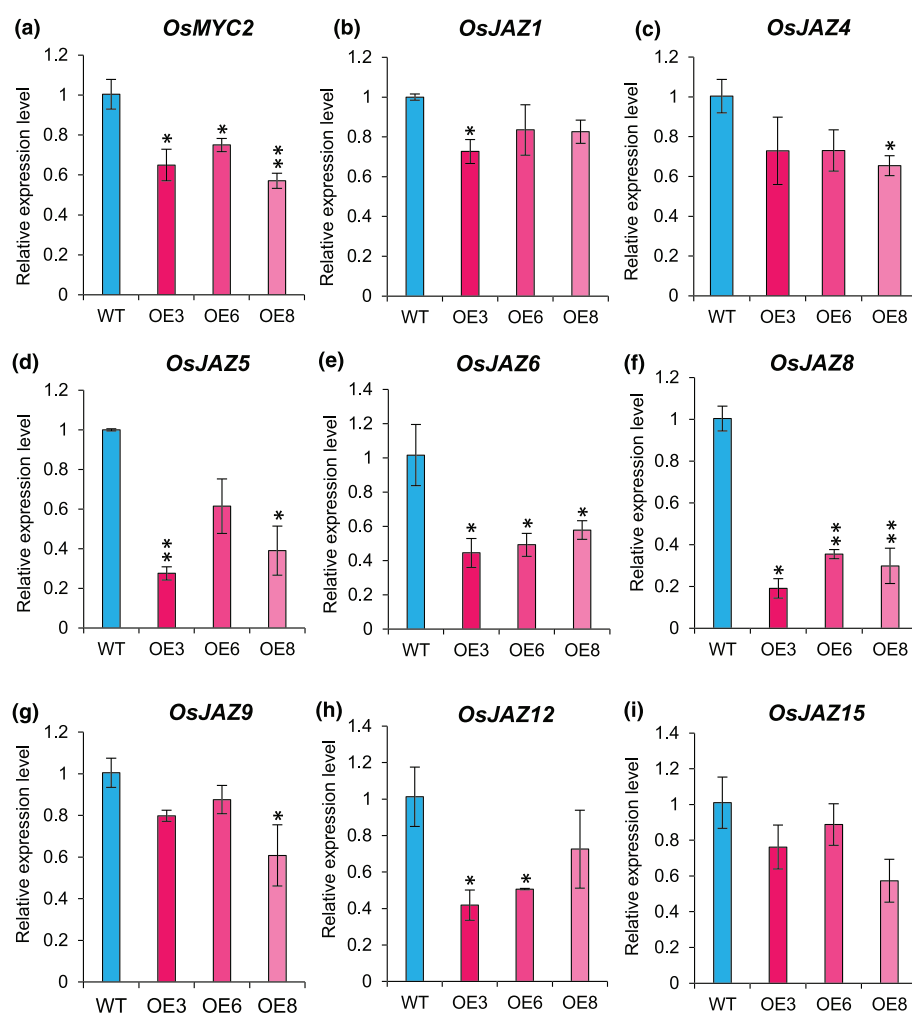 (a) OsMYC2
Relative expression level
1.2
1
0.8
0.6
0.4
0.2
0
* * **
WT OE3 OE6 OE8
(b) OsJAZ1
Relative expression level
1.2
1
0.8
0.6
0.4
0.2
0
*
WT OE3 OE6 OE8
(c) OsJAZ4
Relative expression level
1.2
1
0.8
0.6
0.4
0.2
0
*
WT OE3 OE6 OE8
(d) OsJAZ5
Relative expression level
1.2
1
0.8
0.6
0.4
0.2
0
** *
WT OE3 OE6 OE8
(e) OsJAZ6
Relative expression level
1.4
1.2
1
0.8
0.6
0.4
0.2
0
* * *
WT OE3 OE6 OE8
(f) OsJAZ8
Relative expression level
1.2
1
0.8
0.6
0.4
0.2
0
* ** **
WT OE3 OE6 OE8
(g) OsJAZ9
Relative expression level
1.2
1
0.8
0.6
0.4
0.2
0
*
WT OE3 OE6 OE8
(h) OsJAZ12
Relative expression level
1.4
1.2
1
0.8
0.6
0.4
0.2
0
* *
WT OE3 OE6 OE8
(i) OsJAZ15
Relative expression level
1.4
1.2
1
0.8
0.6
0.4
0.2
0
WT OE3 OE6 OE8